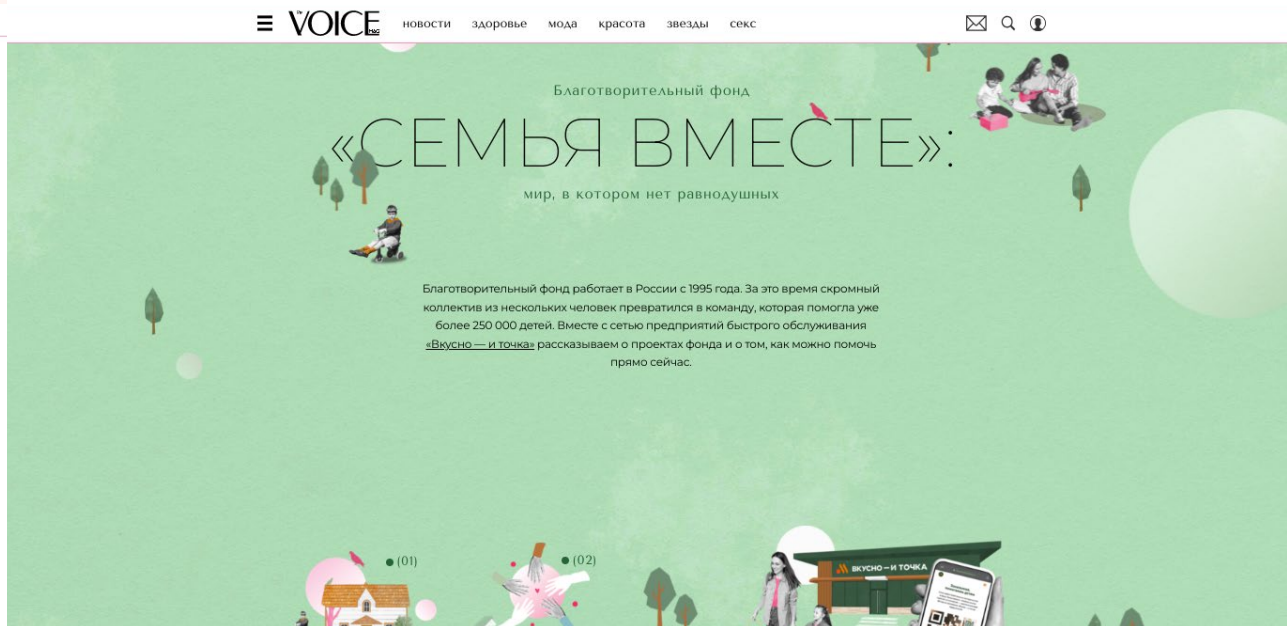 The
VOICE
MAG
новости здоровье мода красота звезды секс
Благотворительный фонд
«СЕМЬЯ ВМЕСТЕ»:
мир, в котором нет равнодушных
Благотворительный фонд работает в России с 1995 года. За это время скромный
коллектив из нескольких человек превратился в команду, которая помогла уже
более 250 000 детей. Вместе с сетью предприятий быстрого обслуживания
«Вкусно — и точка» рассказываем о проектах фонда и о том, как можно помочь
прямо сейчас.
(01)
(02)
ВКУСНО — И ТОЧКА